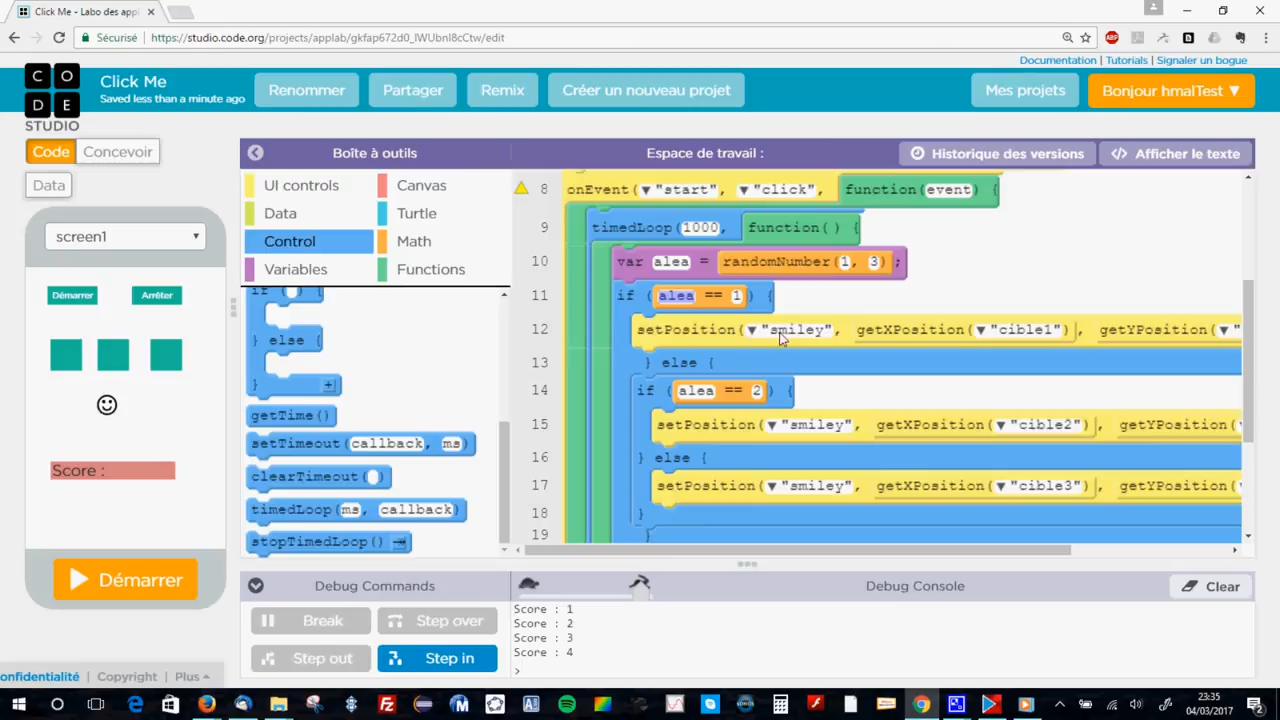 Click Me - Labo des appl
Sécurisé
https://studio.code.org/projects/applab/gkfap672d0_IWUbnI8cCtw/edit
Documentation | Tutorials | Signaler un bogue
C O
D E
STUDIO
Click Me
Saved less than a minute ago
Renommer
Partager
Remix
Créer un nouveau projet
Mes projets
Bonjour hmalTest ▼
Code
Concevoir
Data
Boîte à outils
Espace de travail :
Historique des versions
</> Afficher le texte
UI controls
Canvas
Data
Turtle
Control
Math
Variables
Functions
screen1
Démarrer
Arrêter
Score :
Démarrer
if ( ) {
} else {
}
getTime()
setTimeout(callback, ms)
clearTimeout( )
timedLoop(ms, callback)
stopTimedLoop()
8 onEvent(▼"start", ▼"click", function(event) {
9 timedLoop(1000, function( ) {
10 var alea = randomNumber(1, 3);
11 if (alea == 1) {
12 setPosition(▼"smiley", getXPosition(▼"cible1"), getYPosition(▼"
13 } else {
14 if (alea == 2) {
15 setPosition(▼"smiley", getXPosition(▼"cible2"), getYPosition(▼"
16 } else {
17 setPosition(▼"smiley", getXPosition(▼"cible3"), getYPosition(▼"
18 }
19 }
Debug Commands
Debug Console
Clear
Break
Step over
Step out
Step in
Score : 1
Score : 2
Score : 3
Score : 4
>
onfidentialité | Copyright | Plus
23:35
04/03/2017